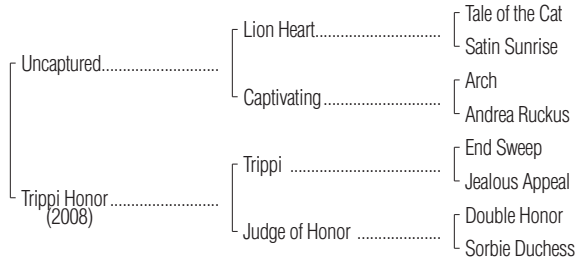 Tale of the Cat
Lion Heart
Satin Sunrise
Uncaptured
Arch
Captivating
Andrea Ruckus
End Sweep
Trippi
Jealous Appeal
Trippi Honor
(2008)
Double Honor
Judge of Honor
Sorbie Duchess